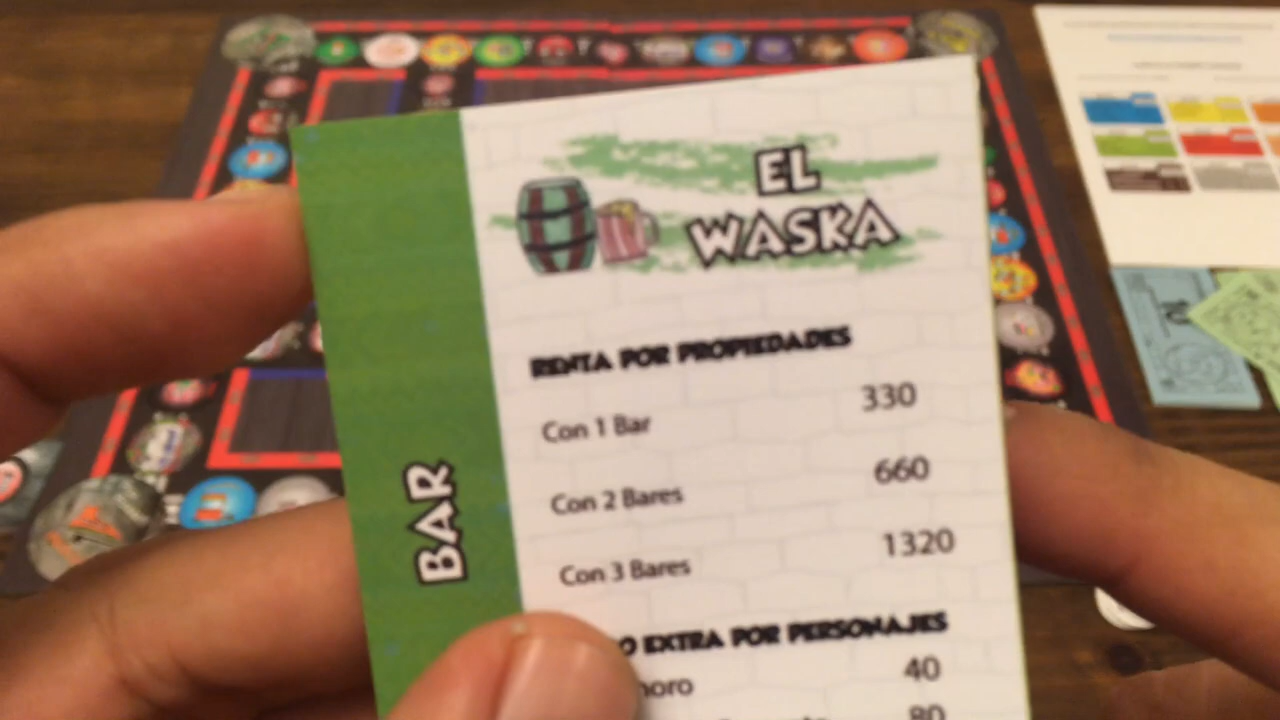 EL
WASKA
RENTA POR PROPIEDADES
Con 1 Bar 330
Con 2 Bares 660
Con 3 Bares 1320
EXTRA POR PERSONAJES
40
80
BAR